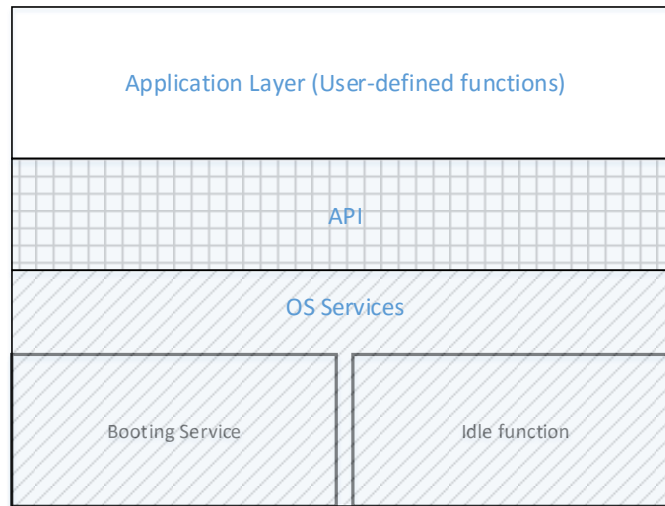 Application Layer (User-defined functions)
API
OS Services
Booting Service
Idle function